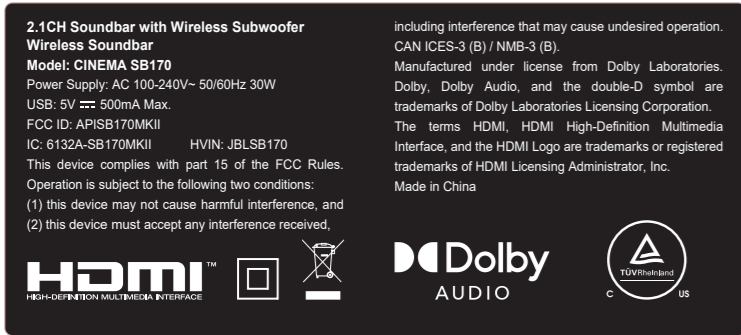 2.1CH Soundbar with Wireless Subwoofer
Wireless Soundbar
Model: CINEMA SB170
Power Supply: AC 100-240V~ 50/60Hz 30W
USB: 5V ⎓ 500mA Max.
FCC ID: APISB170MKII
IC: 6132A-SB170MKII HVIN: JBLSB170
This device complies with part 15 of the FCC Rules.
Operation is subject to the following two conditions:
(1) this device may not cause harmful interference, and
(2) this device must accept any interference received,
including interference that may cause undesired operation.
CAN ICES-3 (B) / NMB-3 (B).
Manufactured under license from Dolby Laboratories.
Dolby, Dolby Audio, and the double-D symbol are
trademarks of Dolby Laboratories Licensing Corporation.
The terms HDMI, HDMI High-Definition Multimedia
Interface, and the HDMI Logo are trademarks or registered
trademarks of HDMI Licensing Administrator, Inc.
Made in China
HDMI™
HIGH-DEFINITION MULTIMEDIA INTERFACE
Dolby
AUDIO
TÜVRheinland
C US